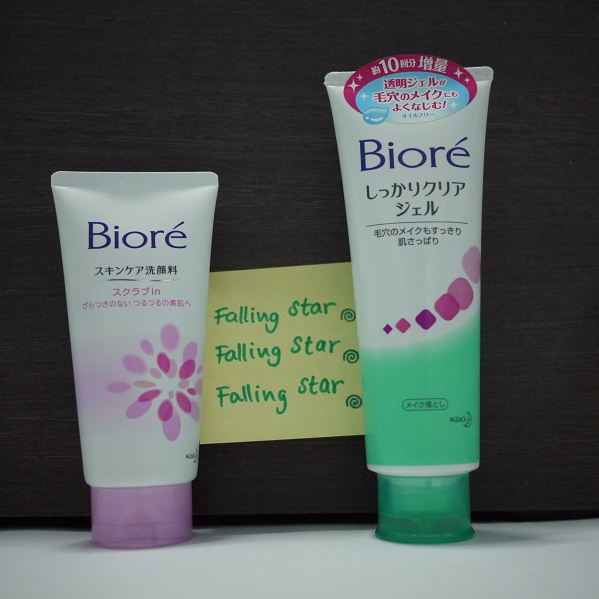 Bioré
スキンケア洗顔料
スクラブin
ざらつきのない つるつるの素肌へ
Kao
Falling Star
Falling Star
Falling Star
約10回分増量
透明ジェルが
毛穴のメイクにも
よくなじむ!
オイルフリー
Bioré
しっかりクリア
ジェル
毛穴のメイクもすっきり
肌さっぱり
メイク落とし
Kao